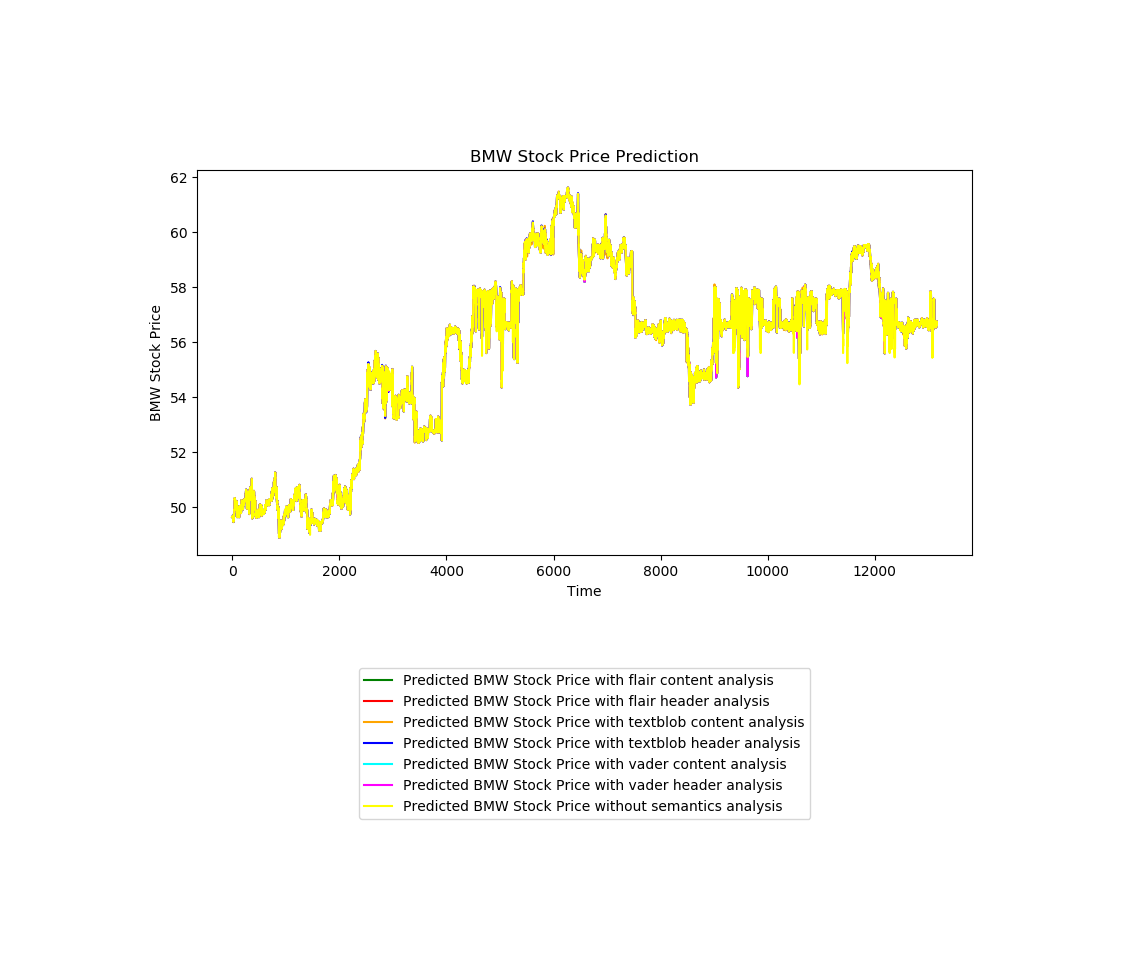 BMW Stock Price Prediction
62
60
58
56
54
52
50
BMW Stock Price
0 2000 4000 6000 8000 10000 12000
Time
Predicted BMW Stock Price with flair content analysis
Predicted BMW Stock Price with flair header analysis
Predicted BMW Stock Price with textblob content analysis
Predicted BMW Stock Price with textblob header analysis
Predicted BMW Stock Price with vader content analysis
Predicted BMW Stock Price with vader header analysis
Predicted BMW Stock Price without semantics analysis